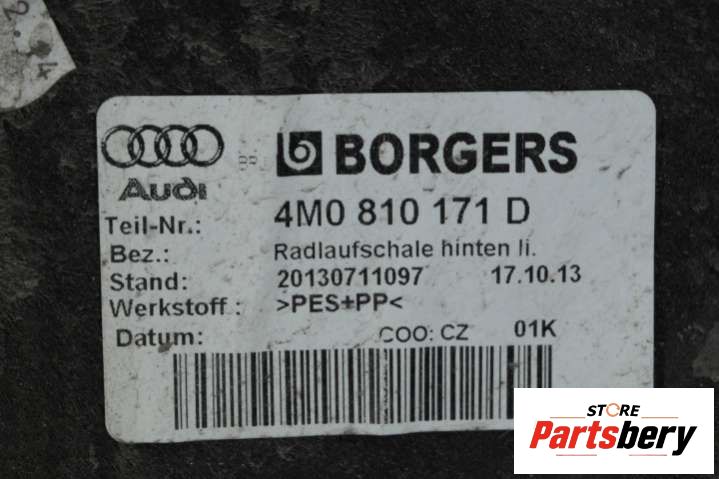 BORGERS
Audi
Teil-Nr.: 4M0 810 171 D
Bez.: Radlaufschale hinten li.
Stand: 20130711097 17.10.13
Werkstoff: >PES+PP<
Datum: COO: CZ 01K
STORE
Partsbery